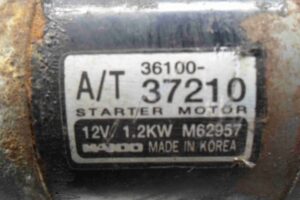 A/T 36100-
37210
STARTER MOTOR
12V/1.2KW M62957
MANDO MADE IN KOREA